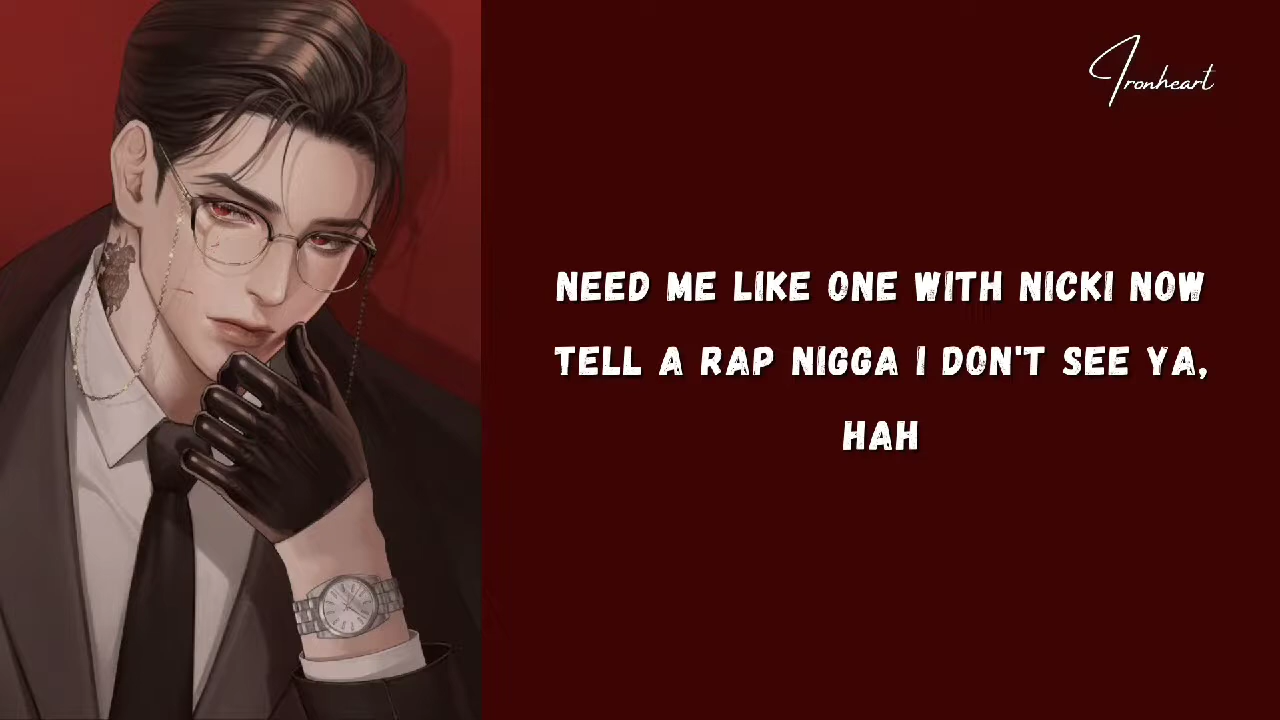 Ironheart
NEED ME LIKE ONE WITH NICKI NOW
TELL A RAP NIGGA I DON'T SEE YA,
HAH